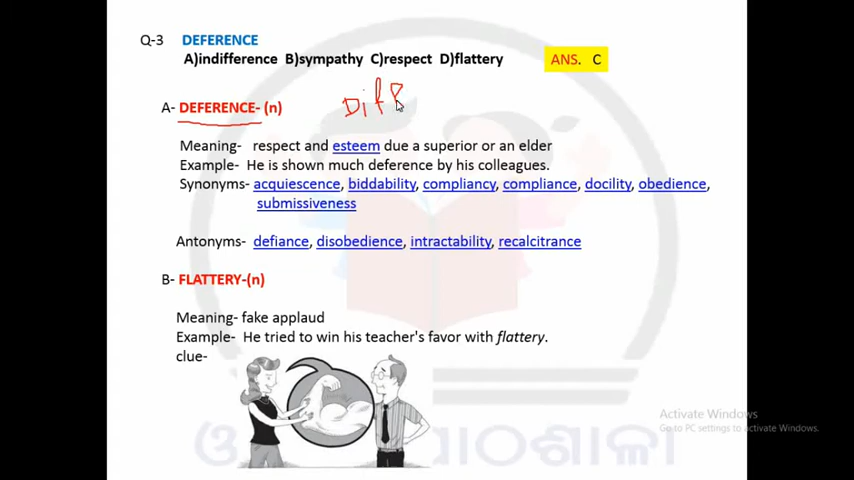 Q-3 DEFERENCE
A)indifference B)sympathy C)respect D)flattery
ANS. C
Diff
A- DEFERENCE- (n)
Meaning- respect and esteem due a superior or an elder
Example- He is shown much deference by his colleagues.
Synonyms- acquiescence, biddability, compliancy, compliance, docility, obedience,
submissiveness
Antonyms- defiance, disobedience, intractability, recalcitrance
B- FLATTERY-(n)
Meaning- fake applaud
Example- He tried to win his teacher's favor with flattery.
clue-
Activate Windows
Go to PC settings to activate Windows.